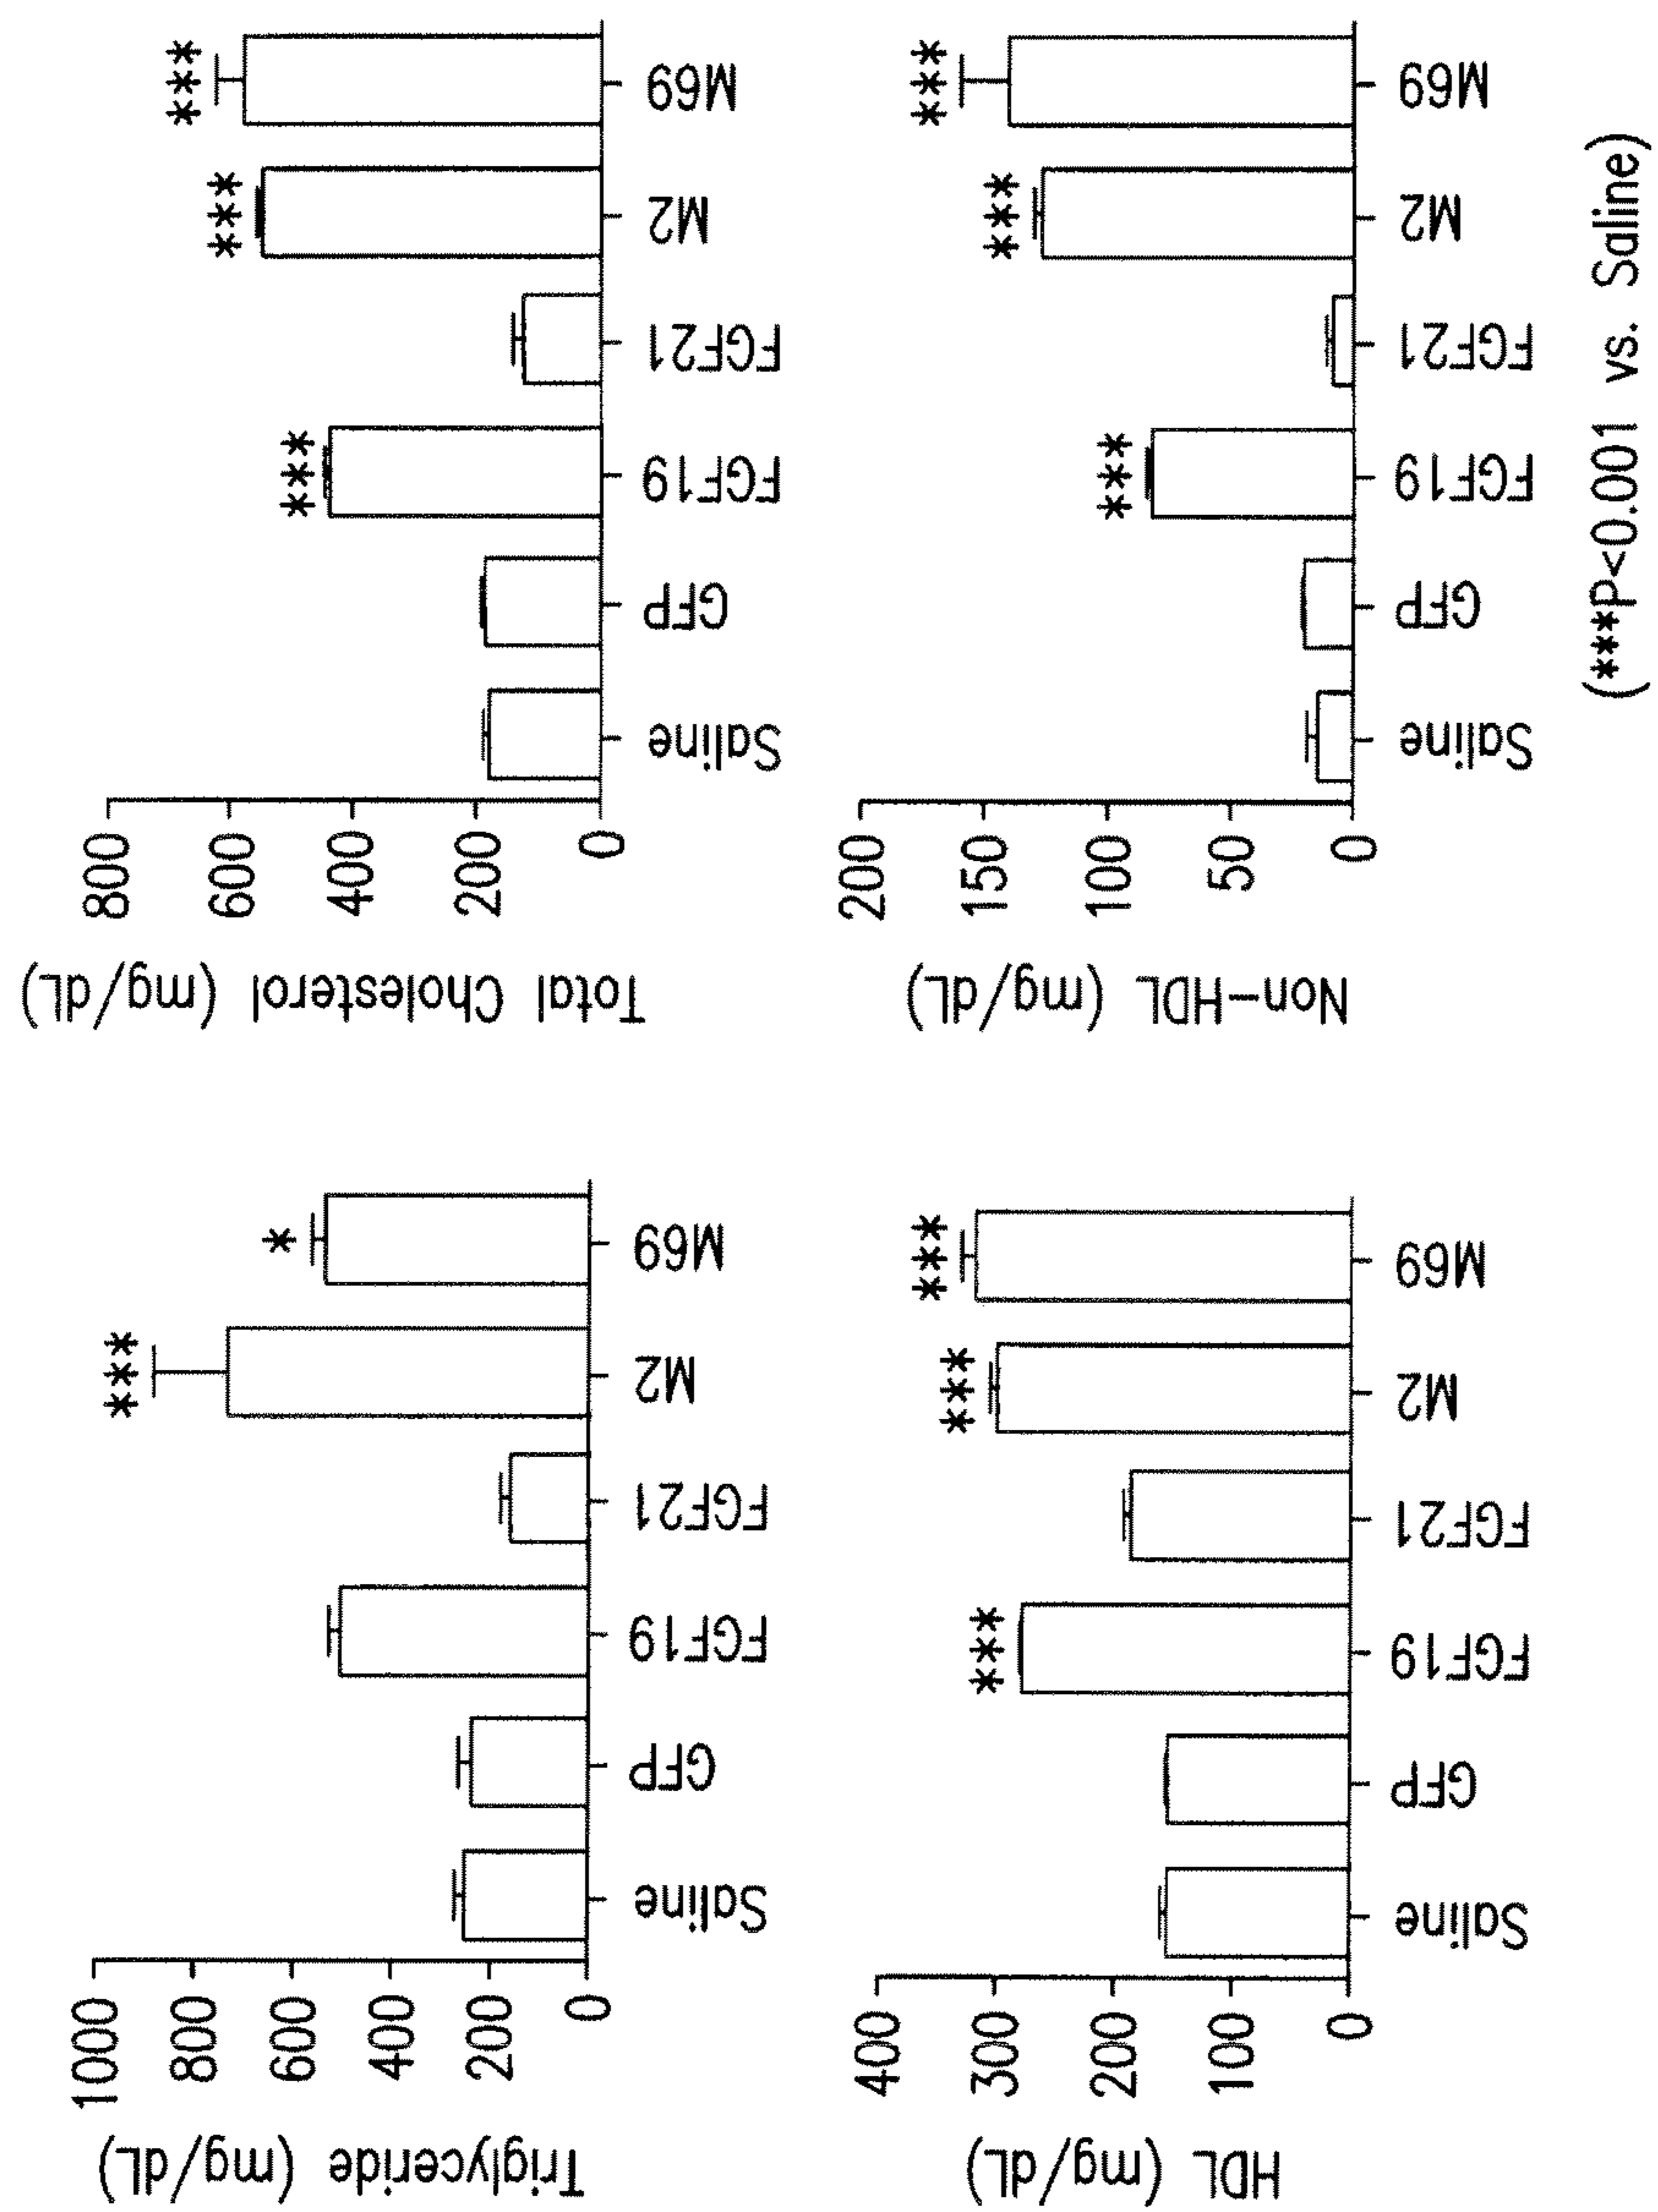 Triglyceride (mg/dL)
1000
800
600
400
200
0
***
*
Saline
GFP
FGF19
FGF21
M2
M69
Total Cholesterol (mg/dL)
800
600
400
200
0
***
***
***
Saline
GFP
FGF19
FGF21
M2
M69
HDL (mg/dL)
400
300
200
100
0
***
***
***
Saline
GFP
FGF19
FGF21
M2
M69
Non-HDL (mg/dL)
200
150
100
50
0
***
***
***
Saline
GFP
FGF19
FGF21
M2
M69
(***P<0.001 vs. Saline)